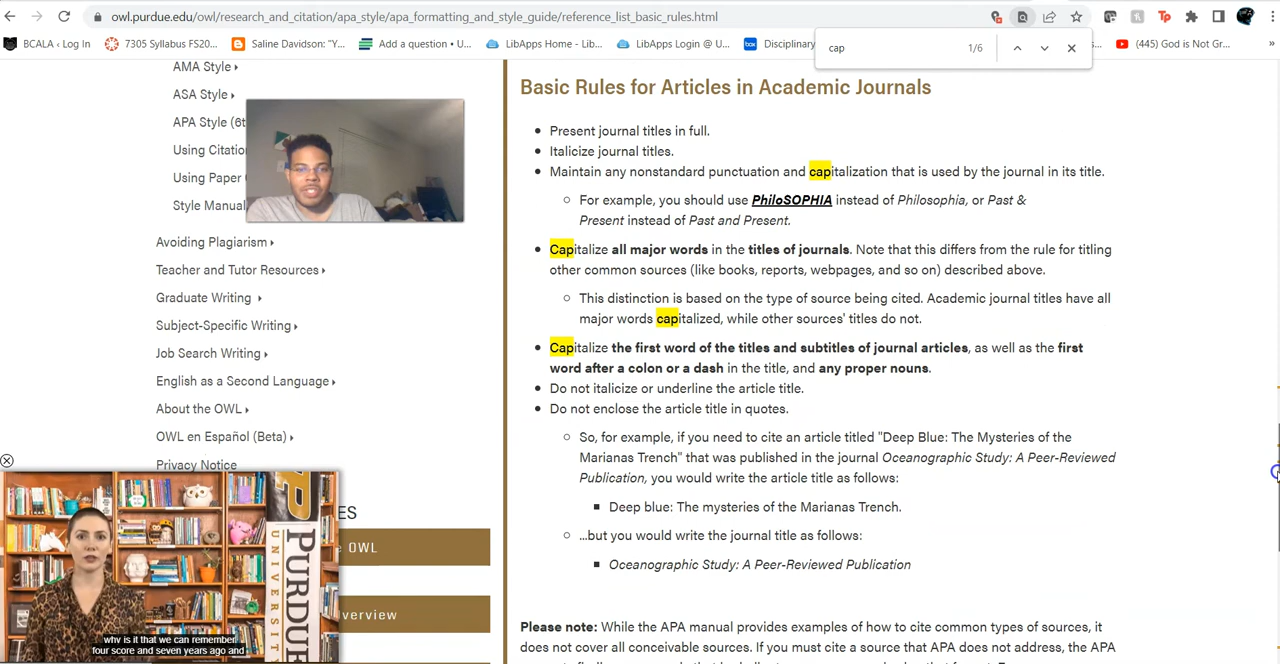 owl.purdue.edu/owl/research_and_citation/apa_style/apa_formatting_and_style_guide/reference_list_basic_rules.html
BCALA ‹ Log In
7305 Syllabus FS20...
Saline Davidson: "Y...
Add a question • U...
LibApps Home - Lib...
LibApps Login @ U...
box
Disciplinary
(445) God is Not Gr...
»
cap
1/6
AMA Style
ASA Style
APA Style (6t
Using Citatio
Using Paper
Style Manual
Avoiding Plagiarism
Teacher and Tutor Resources
Graduate Writing
Subject-Specific Writing
Job Search Writing
English as a Second Language
About the OWL
OWL en Español (Beta)
Privacy Notice
ES
OWL
verview
PURDUE
UNIVERSITY
why is it that we can remember
four score and seven years ago and
Basic Rules for Articles in Academic Journals
Present journal titles in full.
Italicize journal titles.
Maintain any nonstandard punctuation and capitalization that is used by the journal in its title.
For example, you should use PhiloSOPHIA instead of Philosophia, or Past &
Present instead of Past and Present.
Capitalize all major words in the titles of journals. Note that this differs from the rule for titling
other common sources (like books, reports, webpages, and so on) described above.
This distinction is based on the type of source being cited. Academic journal titles have all
major words capitalized, while other sources' titles do not.
Capitalize the first word of the titles and subtitles of journal articles, as well as the first
word after a colon or a dash in the title, and any proper nouns.
Do not italicize or underline the article title.
Do not enclose the article title in quotes.
So, for example, if you need to cite an article titled "Deep Blue: The Mysteries of the
Marianas Trench" that was published in the journal Oceanographic Study: A Peer-Reviewed
Publication, you would write the article title as follows:
Deep blue: The mysteries of the Marianas Trench.
...but you would write the journal title as follows:
Oceanographic Study: A Peer-Reviewed Publication
Please note: While the APA manual provides examples of how to cite common types of sources, it
does not cover all conceivable sources. If you must cite a source that APA does not address, the APA